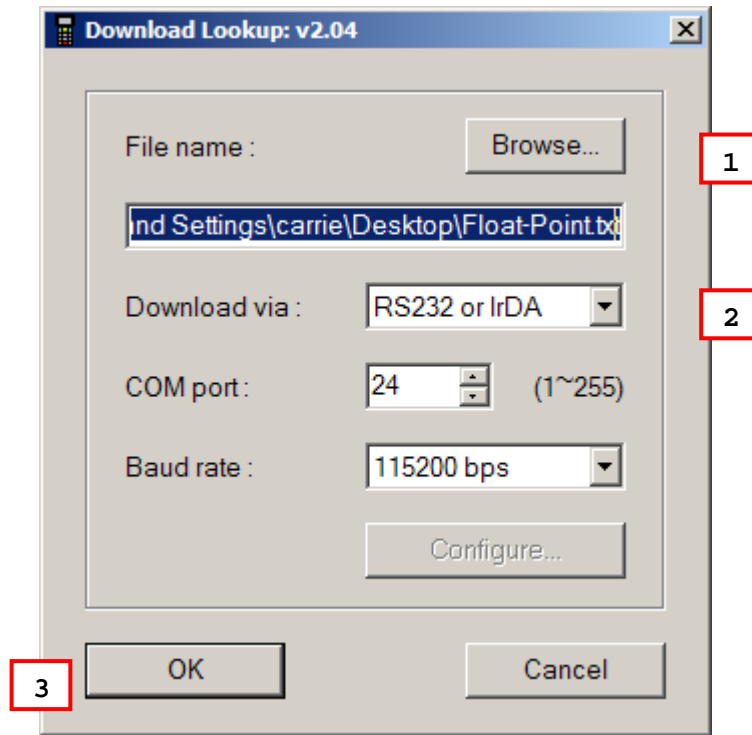 Download Lookup: v2.04
File name : Browse... 1
nd Settings\carrie\Desktop\Float-Point.txt
Download via : RS232 or IrDA 2
COM port : 24 (1~255)
Baud rate : 115200 bps
Configure...
3 OK Cancel